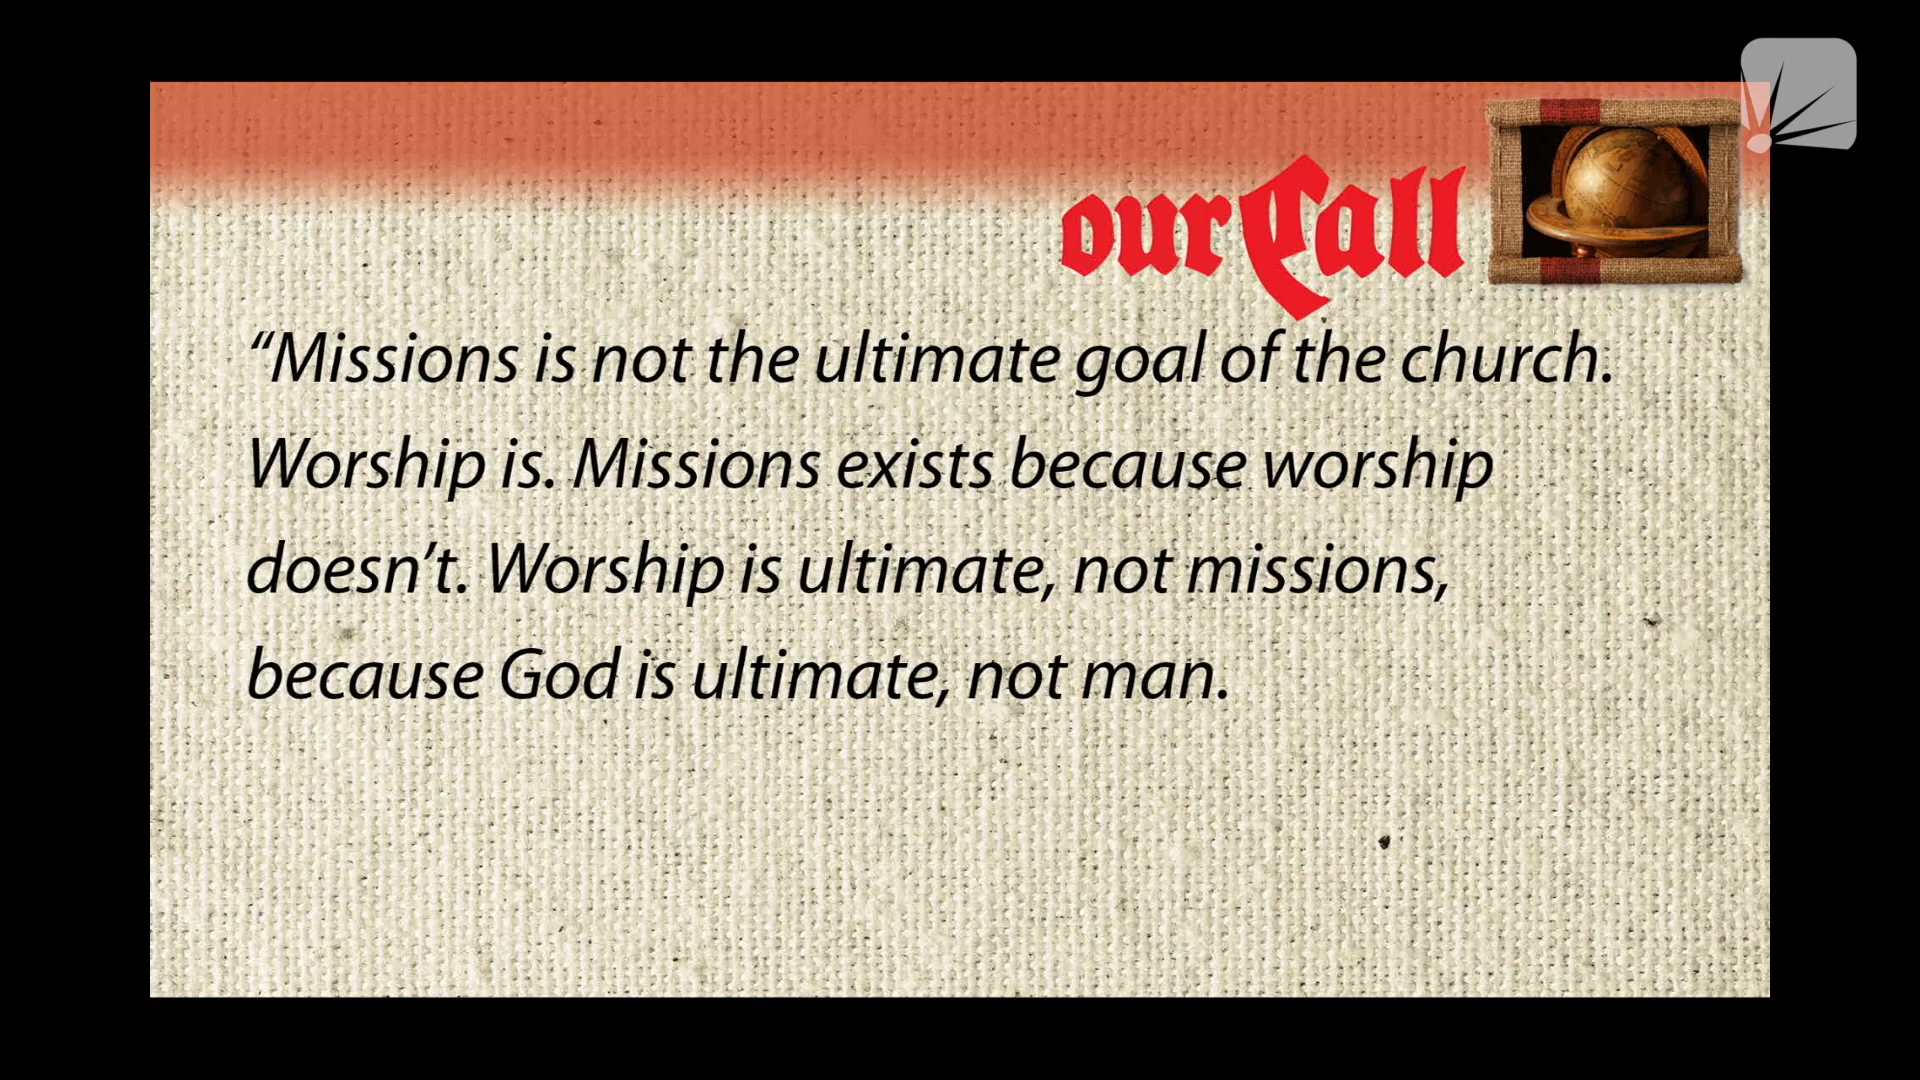 ourCall
“Missions is not the ultimate goal of the church.
Worship is. Missions exists because worship
doesn’t. Worship is ultimate, not missions,
because God is ultimate, not man.